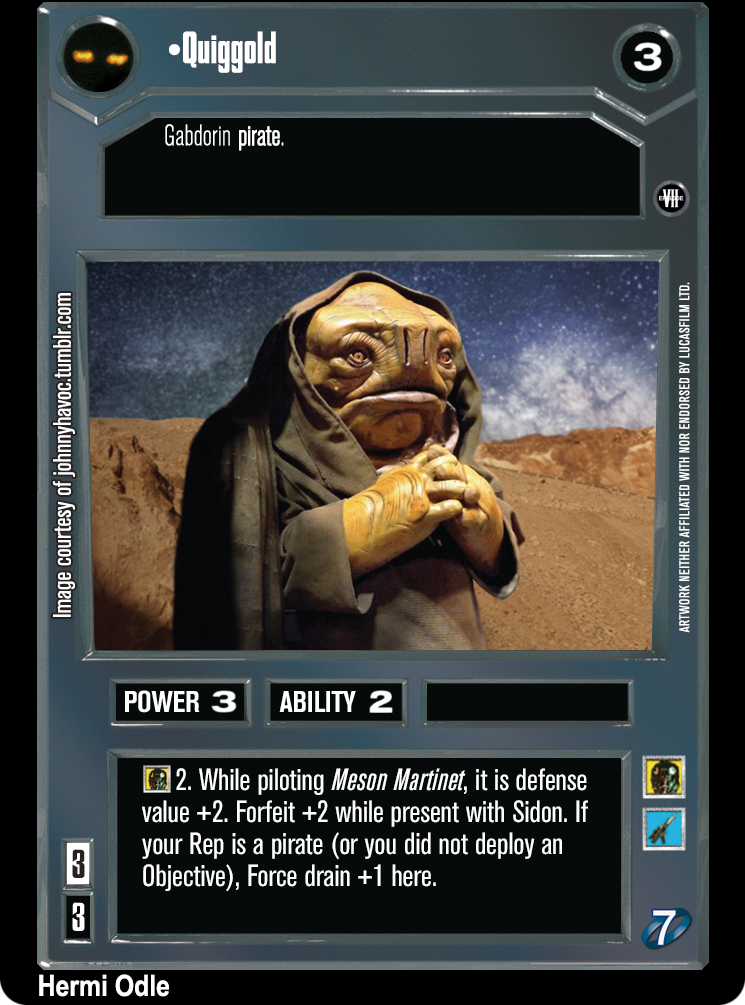 •Quiggold
3
Gabdorin pirate.
EPISODE VII
Image courtesy of johnnyhavoc.tumblr.com
ARTWORK NEITHER AFFILIATED WITH NOR ENDORSED BY LUCASFILM LTD.
POWER 3
ABILITY 2
2. While piloting Meson Martinet, it is defense
value +2. Forfeit +2 while present with Sidon. If
your Rep is a pirate (or you did not deploy an
Objective), Force drain +1 here.
3
3
7
Hermi Odle